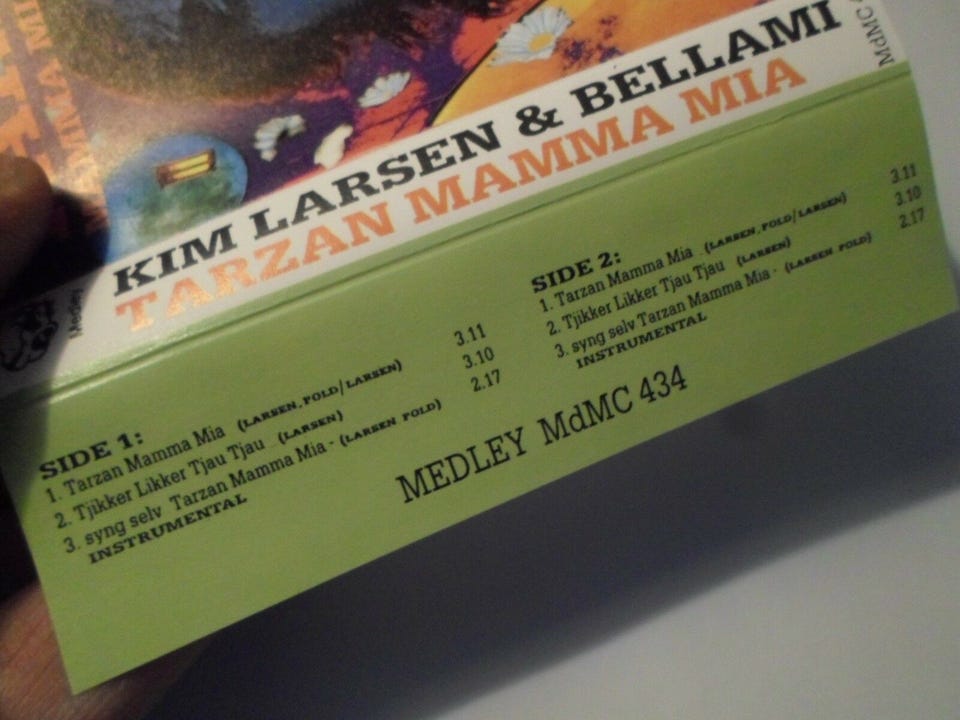 KIM LARSEN & BELLAMI
TARZAN MAMMA MIA
MdMC
Medley
SIDE 1:
1. Tarzan Mamma Mia (LARSEN, FOLD/LARSEN) 3.11
2. Tjikker Likker Tjau Tjau (LARSEN) 3.10
3. syng selv Tarzan Mamma Mia - (LARSEN FOLD) 2.17
INSTRUMENTAL
SIDE 2:
1. Tarzan Mamma Mia (LARSEN, FOLD/LARSEN) 3.11
2. Tjikker Likker Tjau Tjau (LARSEN) 3.10
3. syng selv Tarzan Mamma Mia - (LARSEN FOLD) 2.17
INSTRUMENTAL
MEDLEY MdMC 434